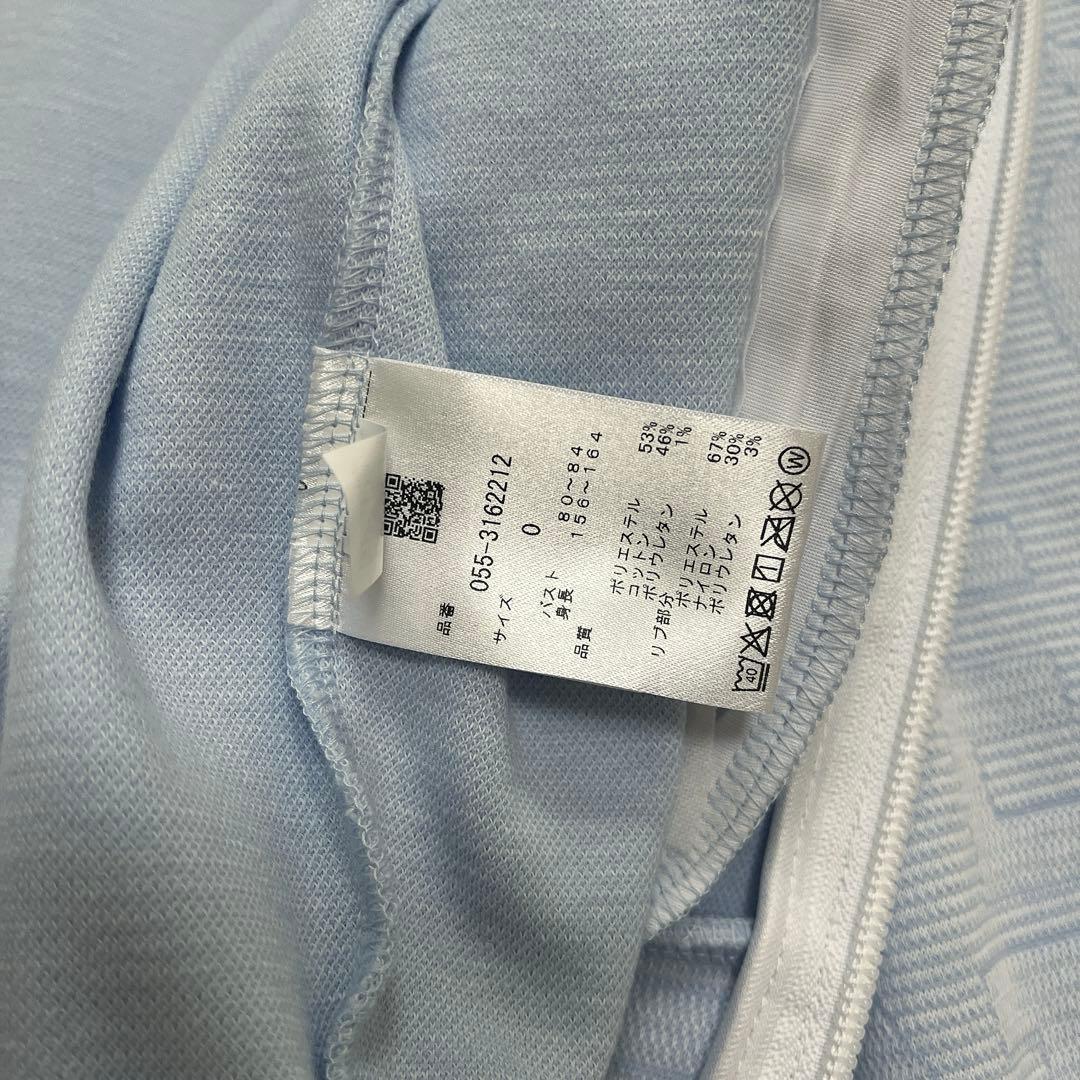 品番
055-3162212
サイズ 0
バスト 80～84
身長 156～164
品質
ポリエステル 53%
コットン 46%
ポリウレタン 1%
リブ部分
ポリエステル 67%
ナイロン 30%
ポリウレタン 3%
40
W